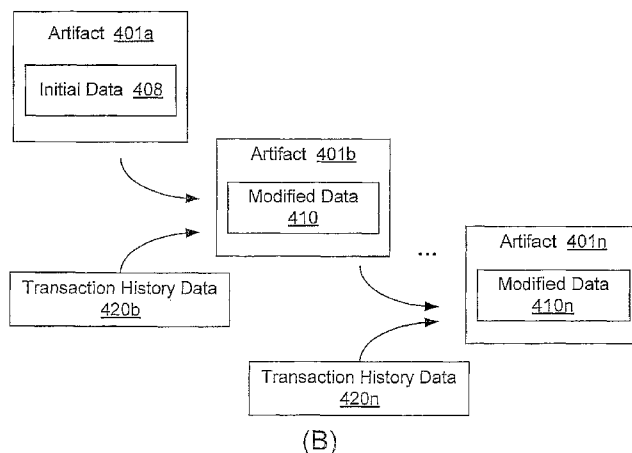 Artifact 401a
Initial Data 408
Artifact 401b
Modified Data
410
...
Artifact 401n
Modified Data
410n
Transaction History Data
420b
Transaction History Data
420n
(B)